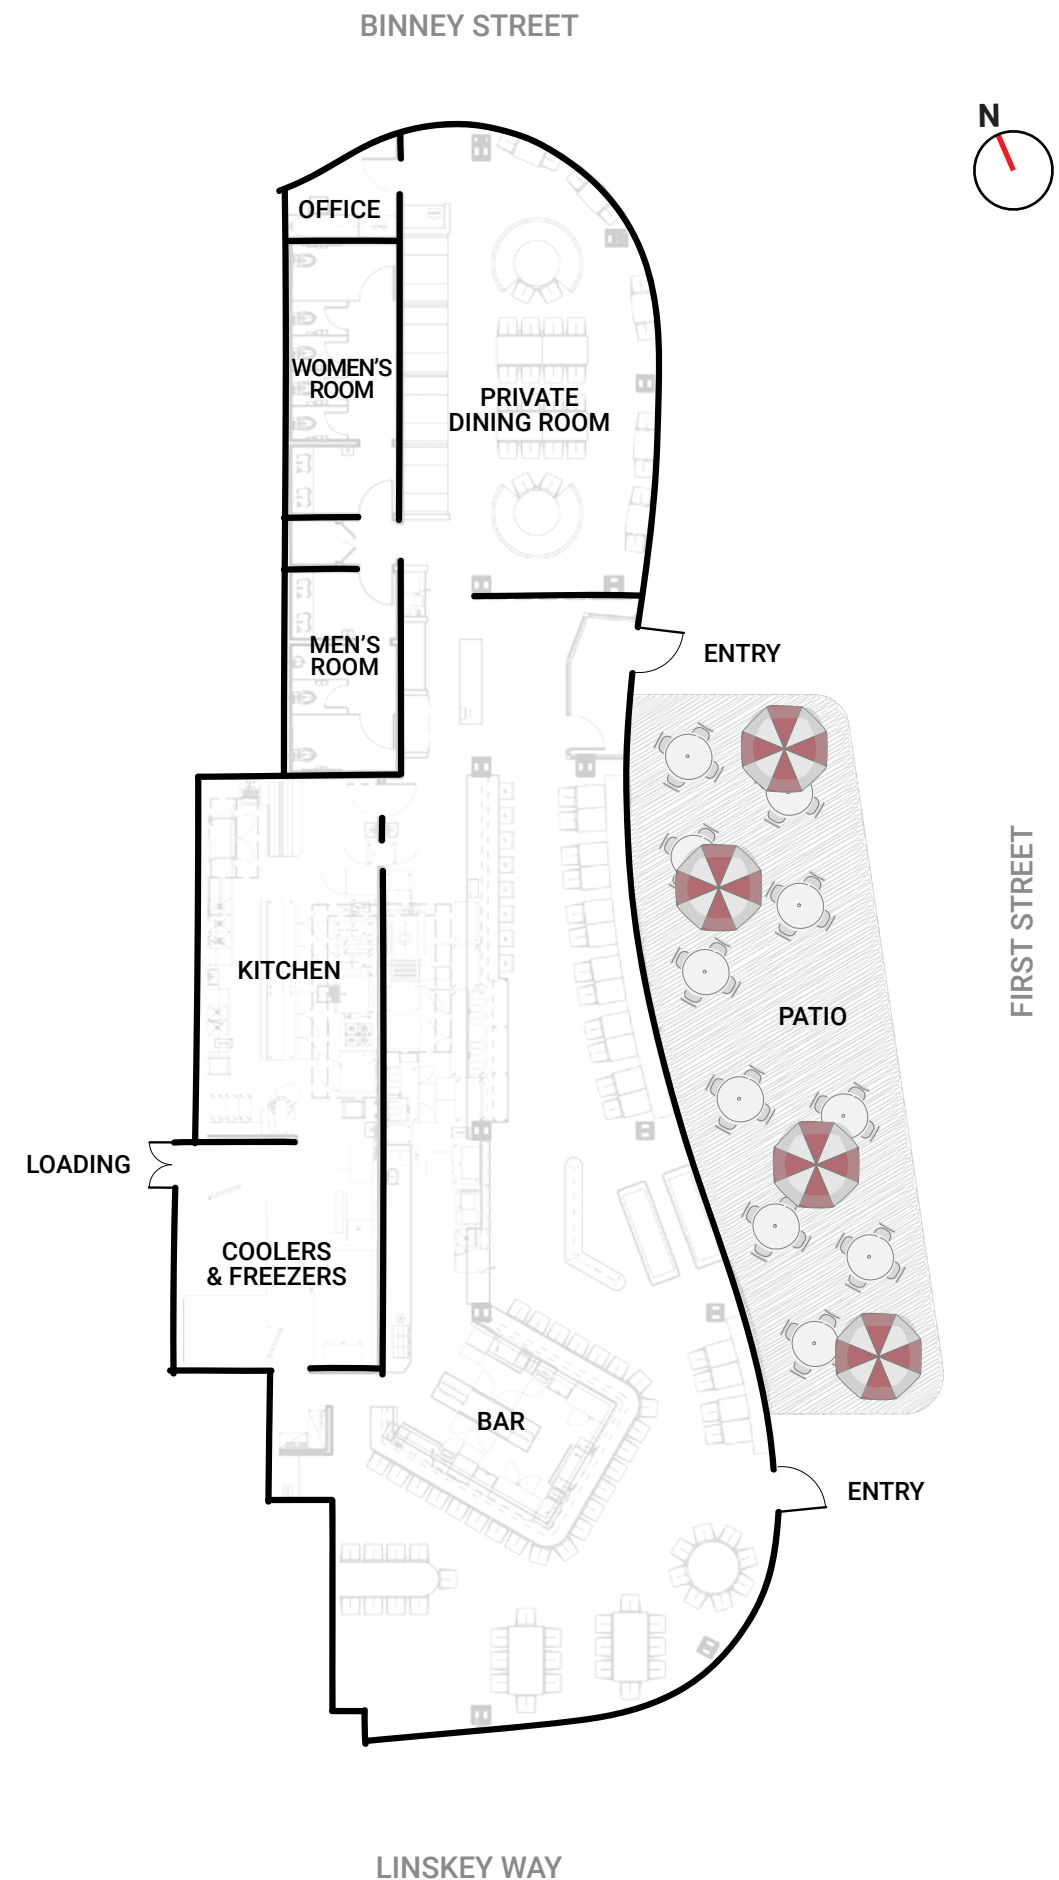 BINNEY STREET
N
OFFICE
WOMEN'S
ROOM
PRIVATE
DINING ROOM
MEN'S
ROOM
ENTRY
FIRST STREET
KITCHEN
PATIO
LOADING
COOLERS
& FREEZERS
BAR
ENTRY
LINSKEY WAY